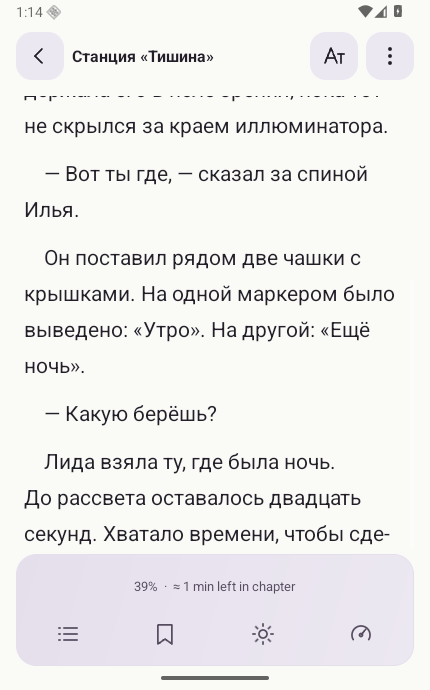 1:14
Станция «Тишина»
не скрылся за краем иллюминатора.
— Вот ты где, — сказал за спиной
Илья.
Он поставил рядом две чашки с
крышками. На одной маркером было
выведено: «Утро». На другой: «Ещё
ночь».
— Какую берёшь?
Лида взяла ту, где была ночь.
До рассвета оставалось двадцать
секунд. Хватало времени, чтобы сде-
39% · ≈ 1 min left in chapter